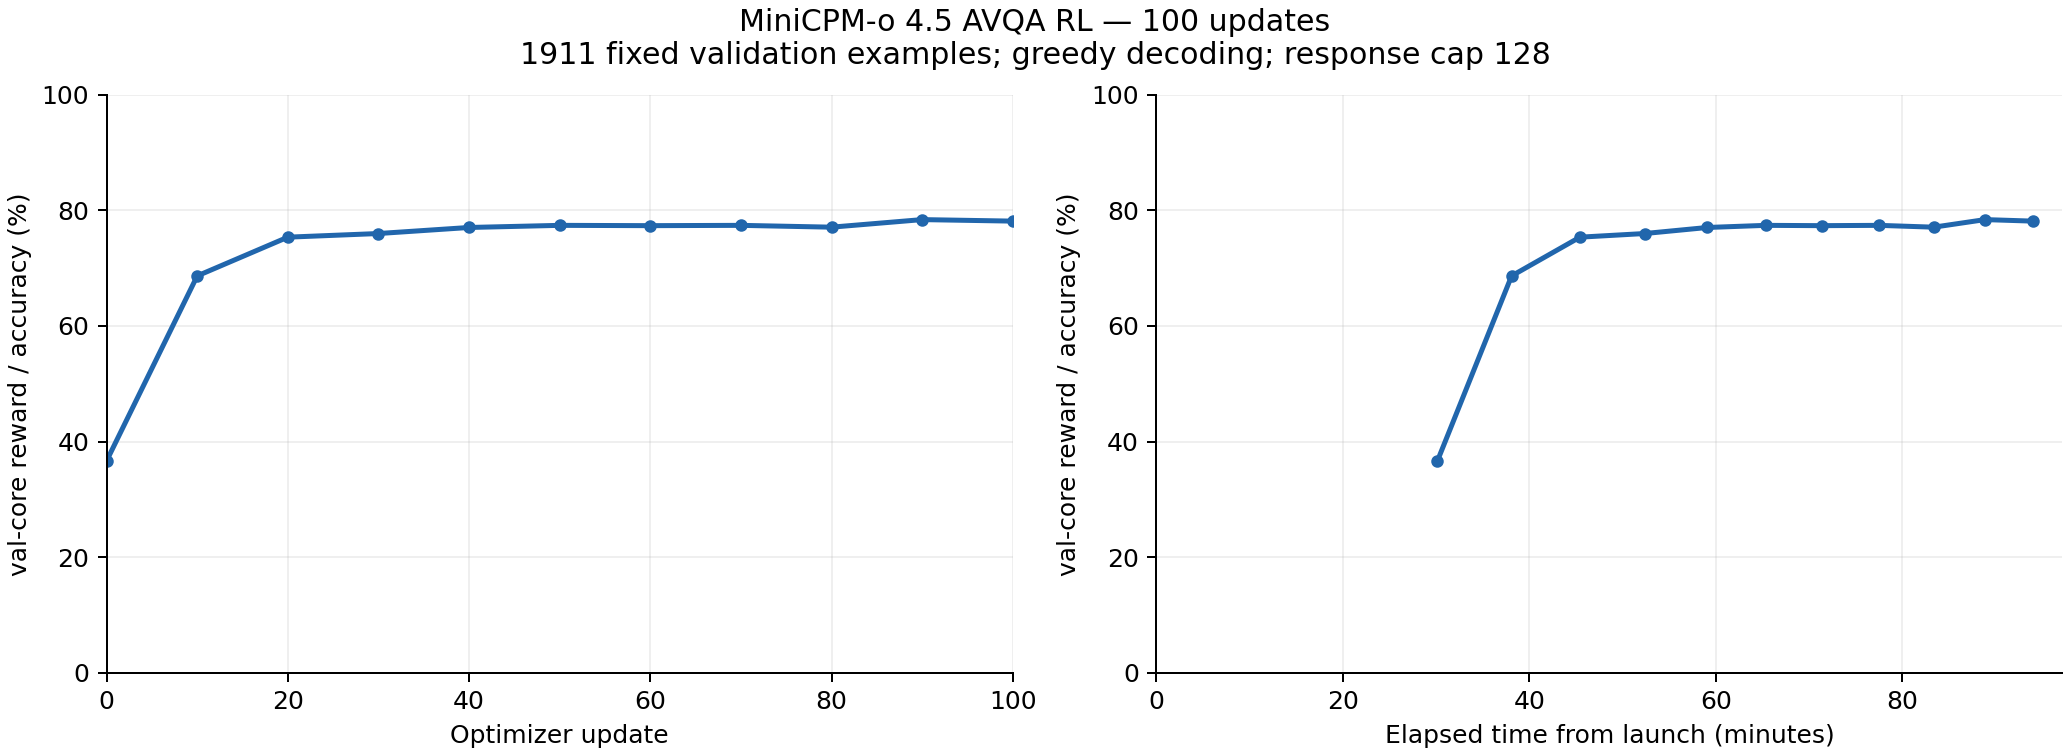 MiniCPM-o 4.5 AVQA RL — 100 updates
1911 fixed validation examples; greedy decoding; response cap 128
val-core reward / accuracy (%)
100
80
60
40
20
0
0 20 40 60 80 100
Optimizer update
val-core reward / accuracy (%)
100
80
60
40
20
0
0 20 40 60 80
Elapsed time from launch (minutes)